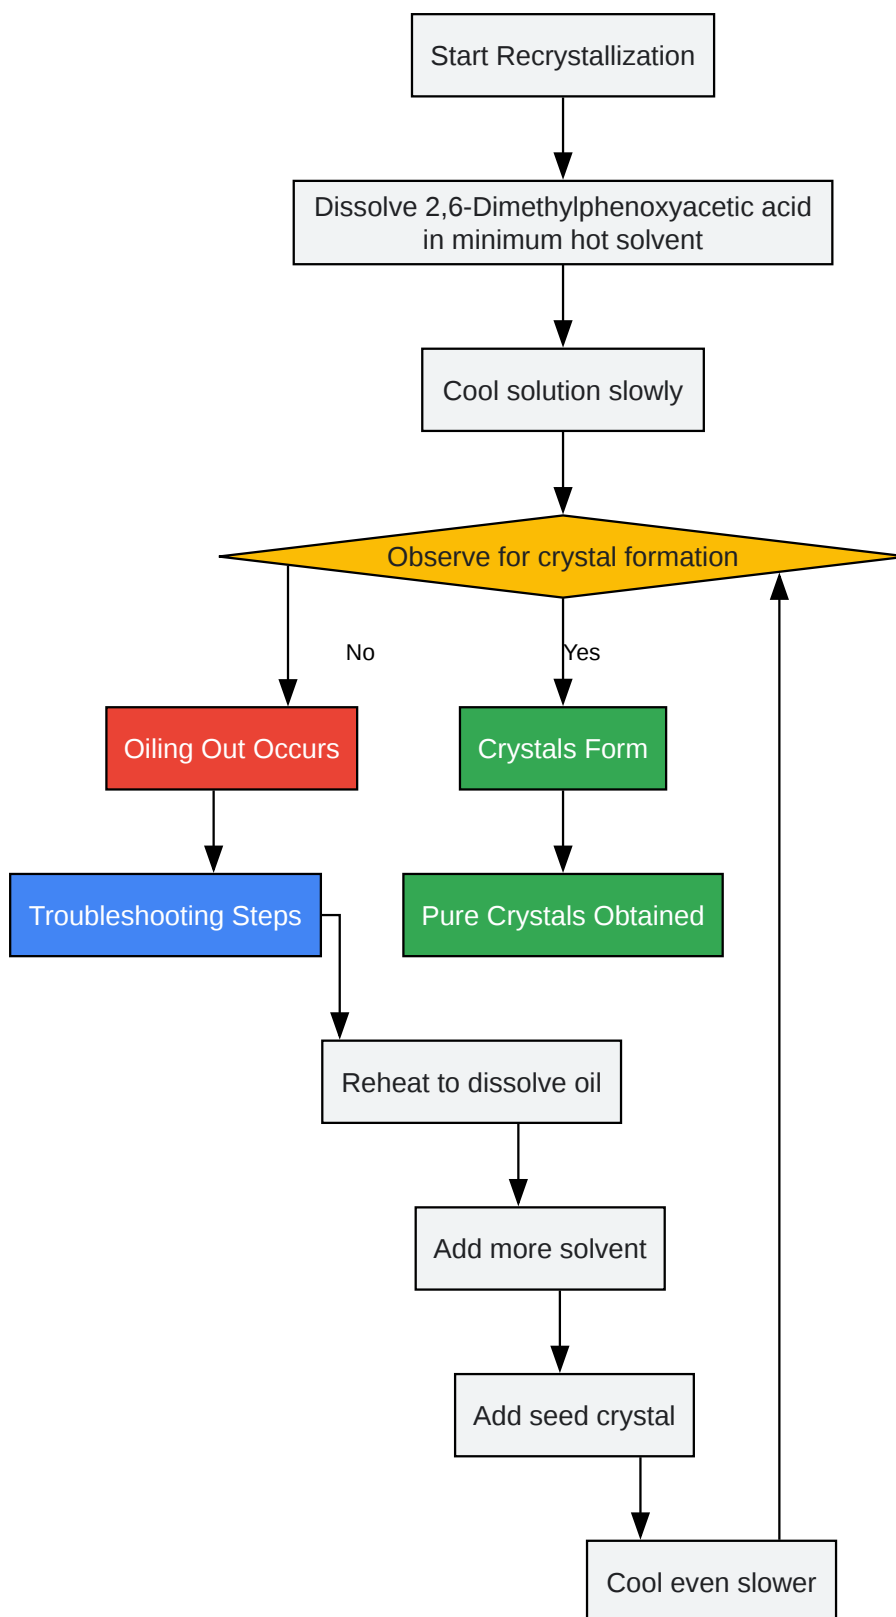 Start Recrystallization
Dissolve 2,6-Dimethylphenoxyacetic acid
in minimum hot solvent
Cool solution slowly
Observe for crystal formation
No
Yes
Oiling Out Occurs
Crystals Form
Troubleshooting Steps
Pure Crystals Obtained
Reheat to dissolve oil
Add more solvent
Add seed crystal
Cool even slower